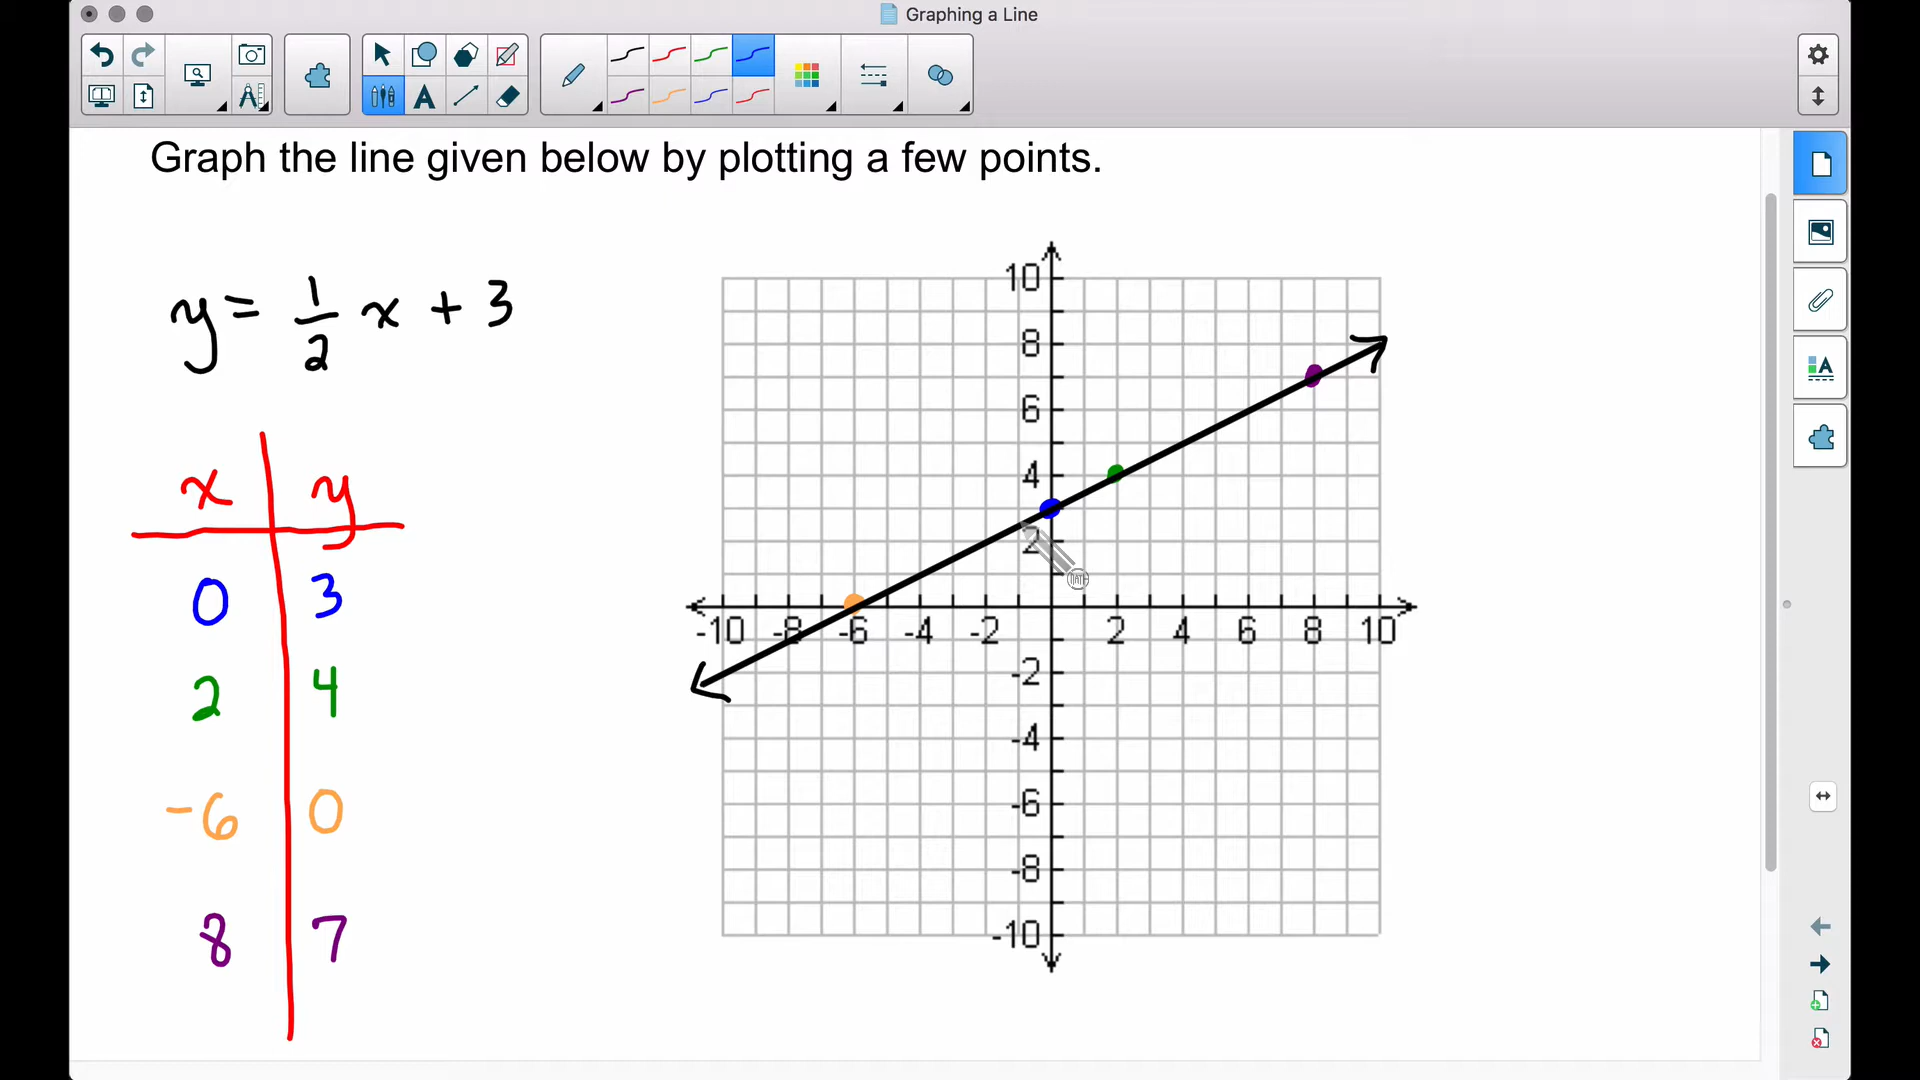 Graphing a Line
Graph the line given below by plotting a few points.
y = 1/2 x + 3
x y
0 3
2 4
-6 0
8 7
10
8
6
4
2
-10 -8 -6 -4 -2 2 4 6 8 10
-2
-4
-6
-8
-10